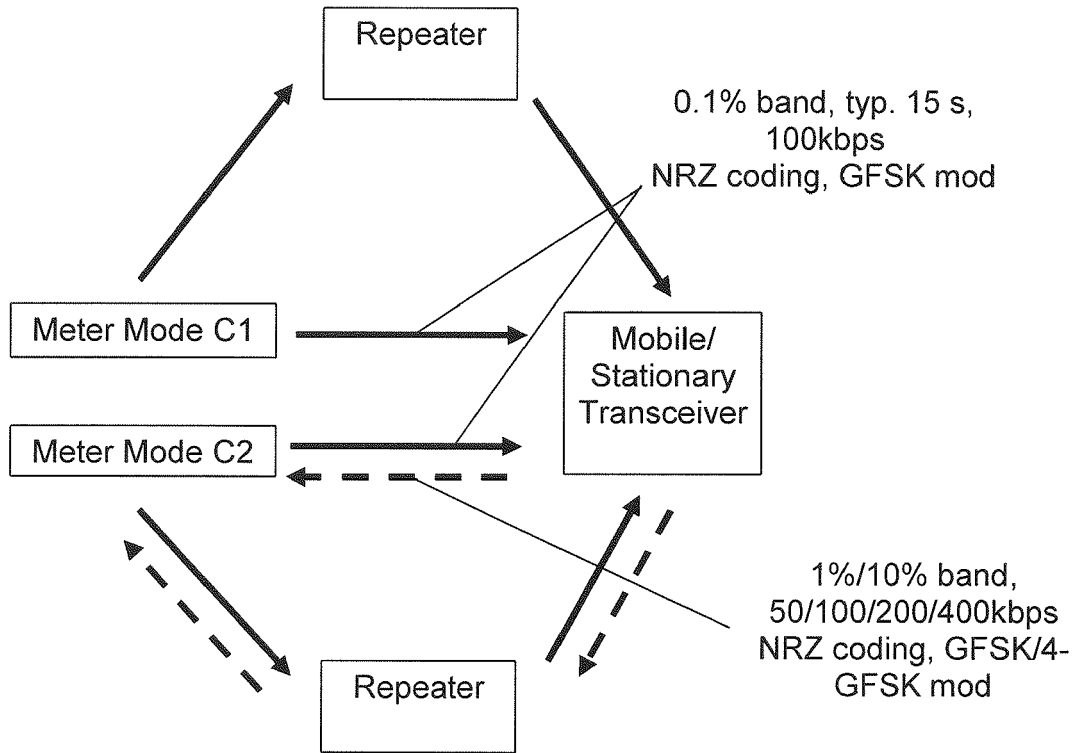 Repeater
0.1% band, typ. 15 s,
100kbps
NRZ coding, GFSK mod
Meter Mode C1
Mobile/
Stationary
Transceiver
Meter Mode C2
1%/10% band,
50/100/200/400kbps
NRZ coding, GFSK/4-
GFSK mod
Repeater